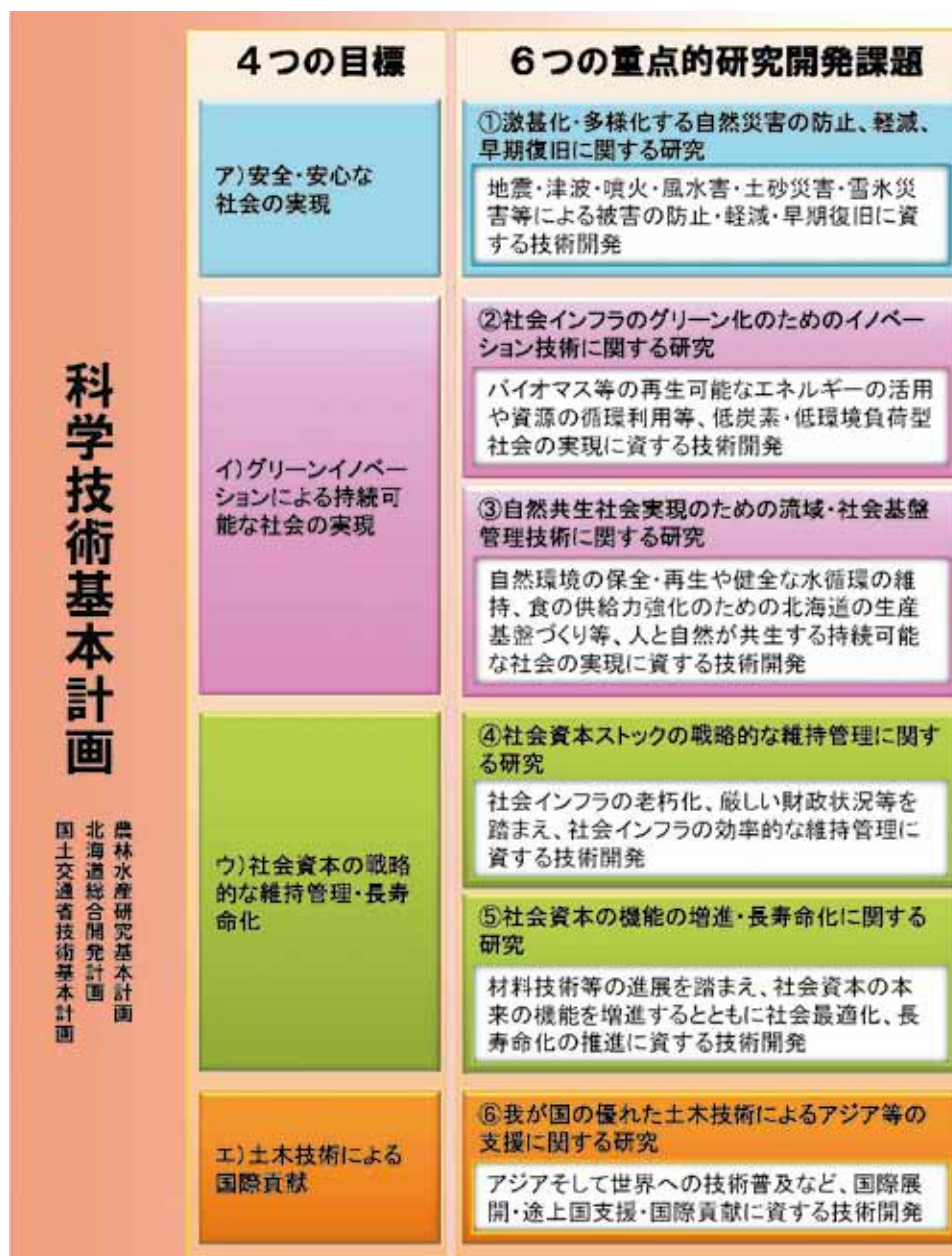 科学技術基本計画
農林水産研究基本計画
北海道総合開発計画
国土交通省技術基本計画
4つの目標
6つの重点的研究開発課題
ア)安全・安心な
社会の実現
①激甚化・多様化する自然災害の防止、軽減、
早期復旧に関する研究
地震・津波・噴火・風水害・土砂災害・雪氷災
害等による被害の防止・軽減・早期復旧に資
する技術開発
イ)グリーンイノベー
ションによる持続可
能な社会の実現
②社会インフラのグリーン化のためのイノベー
ション技術に関する研究
バイオマス等の再生可能なエネルギーの活用
や資源の循環利用等、低炭素・低環境負荷型
社会の実現に資する技術開発
③自然共生社会実現のための流域・社会基盤
管理技術に関する研究
自然環境の保全・再生や健全な水循環の維
持、食の供給力強化のための北海道の生産
基盤づくり等、人と自然が共生する持続可能
な社会の実現に資する技術開発
ウ)社会資本の戦略
的な維持管理・長寿
命化
④社会資本ストックの戦略的な維持管理に関す
る研究
社会インフラの老朽化、厳しい財政状況等を
踏まえ、社会インフラの効率的な維持管理に
資する技術開発
⑤社会資本の機能の増進・長寿命化に関する
研究
材料技術等の進展を踏まえ、社会資本の本
来の機能を増進するとともに社会最適化、長
寿命化の推進に資する技術開発
エ)土木技術による
国際貢献
⑥我が国の優れた土木技術によるアジア等の
支援に関する研究
アジアそして世界への技術普及など、国際展
開・途上国支援・国際貢献に資する技術開発